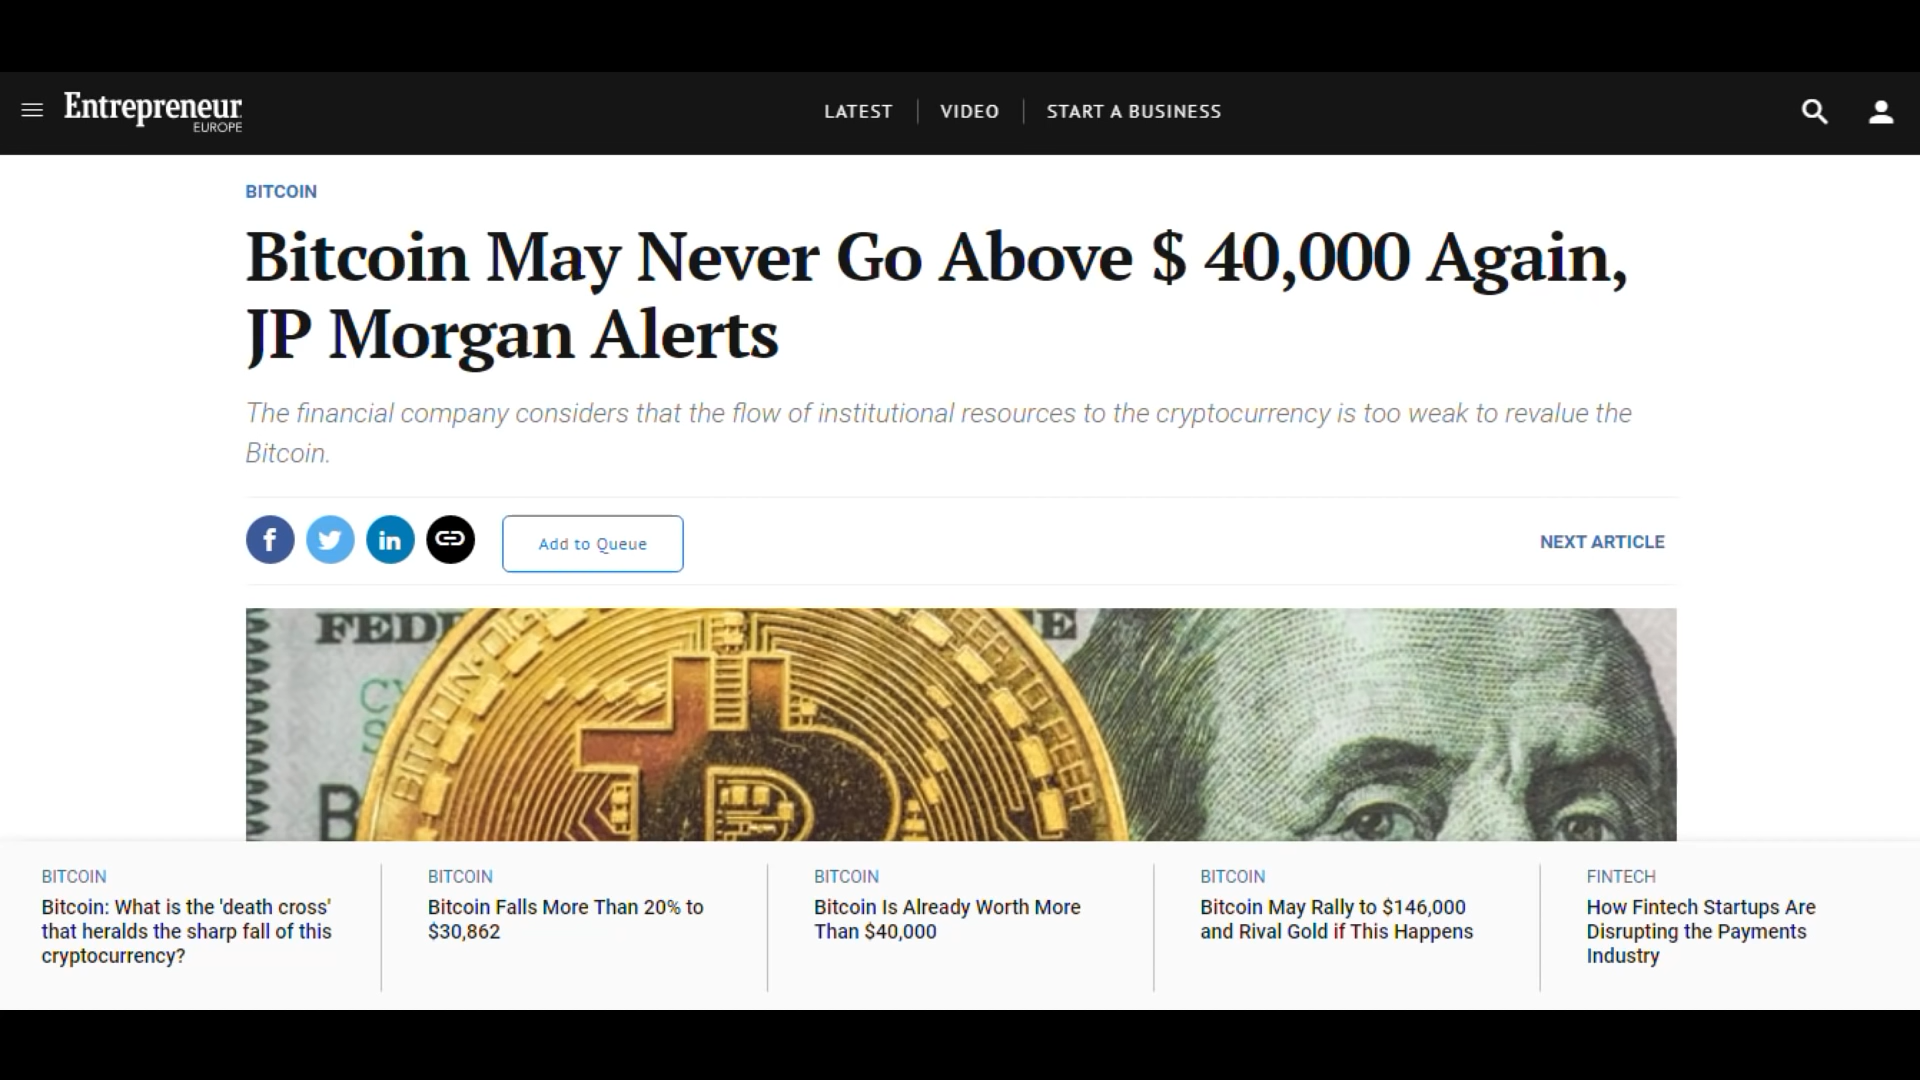 Entrepreneur
EUROPE
LATEST
VIDEO
START A BUSINESS
BITCOIN
Bitcoin May Never Go Above $ 40,000 Again,
JP Morgan Alerts
The financial company considers that the flow of institutional resources to the cryptocurrency is too weak to revalue the
Bitcoin.
f
in
Add to Queue
NEXT ARTICLE
BITCOIN
BITCOIN
Bitcoin: What is the 'death cross'
that heralds the sharp fall of this
cryptocurrency?
BITCOIN
Bitcoin Falls More Than 20% to
$30,862
BITCOIN
Bitcoin Is Already Worth More
Than $40,000
BITCOIN
Bitcoin May Rally to $146,000
and Rival Gold if This Happens
FINTECH
How Fintech Startups Are
Disrupting the Payments
Industry